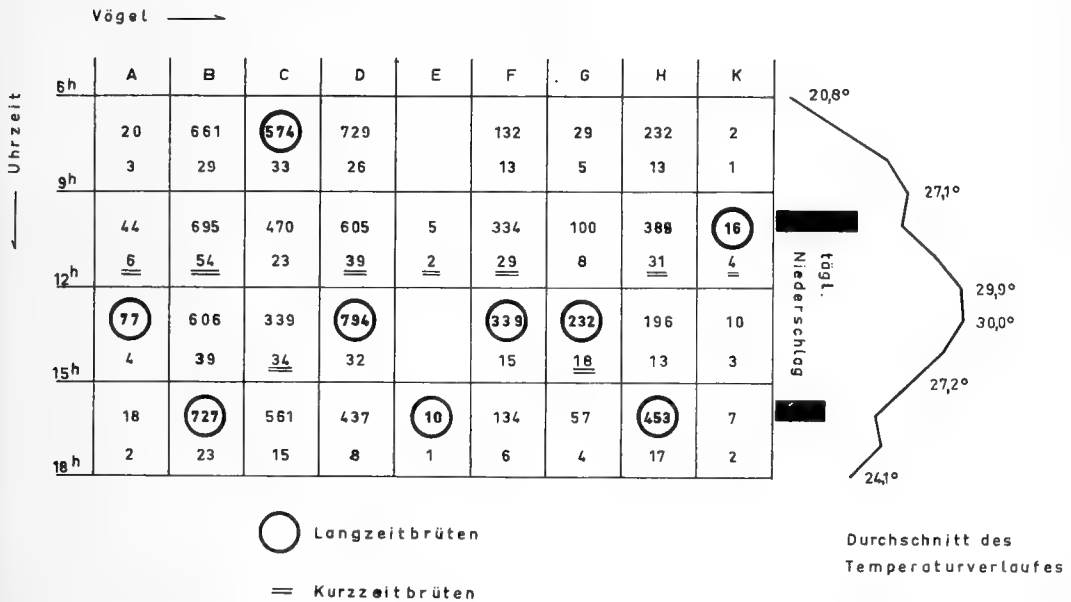 Vögel
Uhrzeit
A B C D E F G H K
6h
20 661 574 729 132 29 232 2
3 29 33 26 13 5 13 1
9h
44 695 470 605 5 334 100 388 16
6 54 23 39 2 29 8 31 4
12h
77 606 339 794 339 232 196 10
4 39 34 32 15 18 13 3
15h
18 727 561 437 10 134 57 453 7
2 23 15 8 1 6 4 17 2
18h
tägl.
Niederschlag
20,8°
27,1°
29,9°
30,0°
27,2°
24,1°
Langzeitbrüten
Kurzzeitbrüten
Durchschnitt des
Temperaturverlaufes